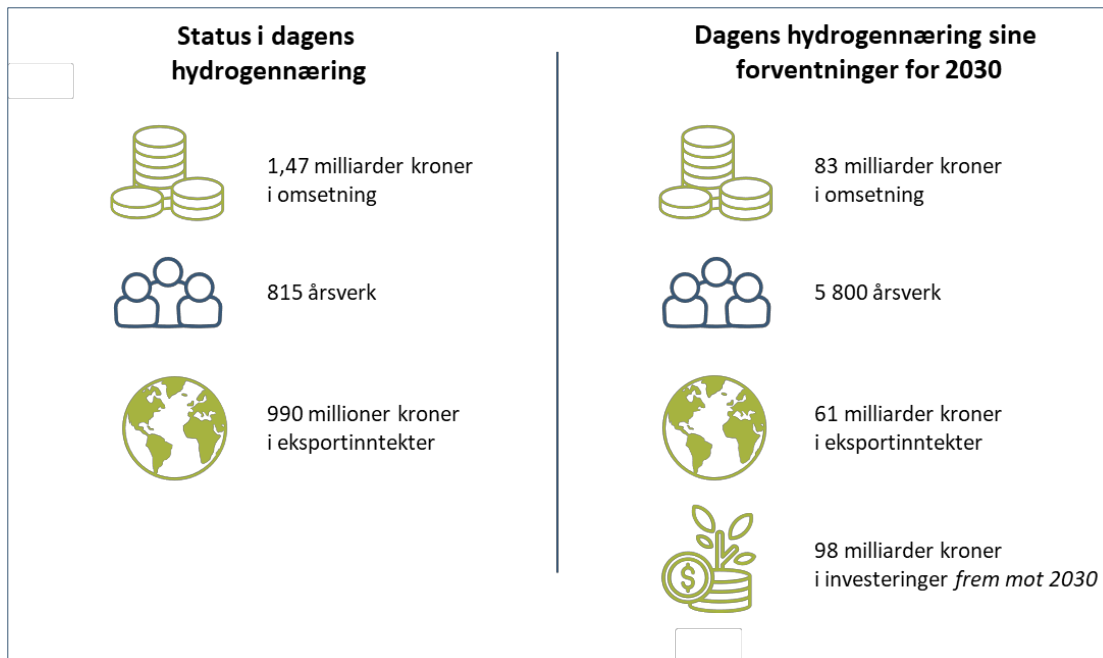 Status i dagens
hydrogennæring
1,47 milliarder kroner
i omsetning
815 årsverk
990 millioner kroner
i eksportinntekter
Dagens hydrogennæring sine
forventninger for 2030
83 milliarder kroner
i omsetning
5 800 årsverk
61 milliarder kroner
i eksportinntekter
$
98 milliarder kroner
i investeringer frem mot 2030